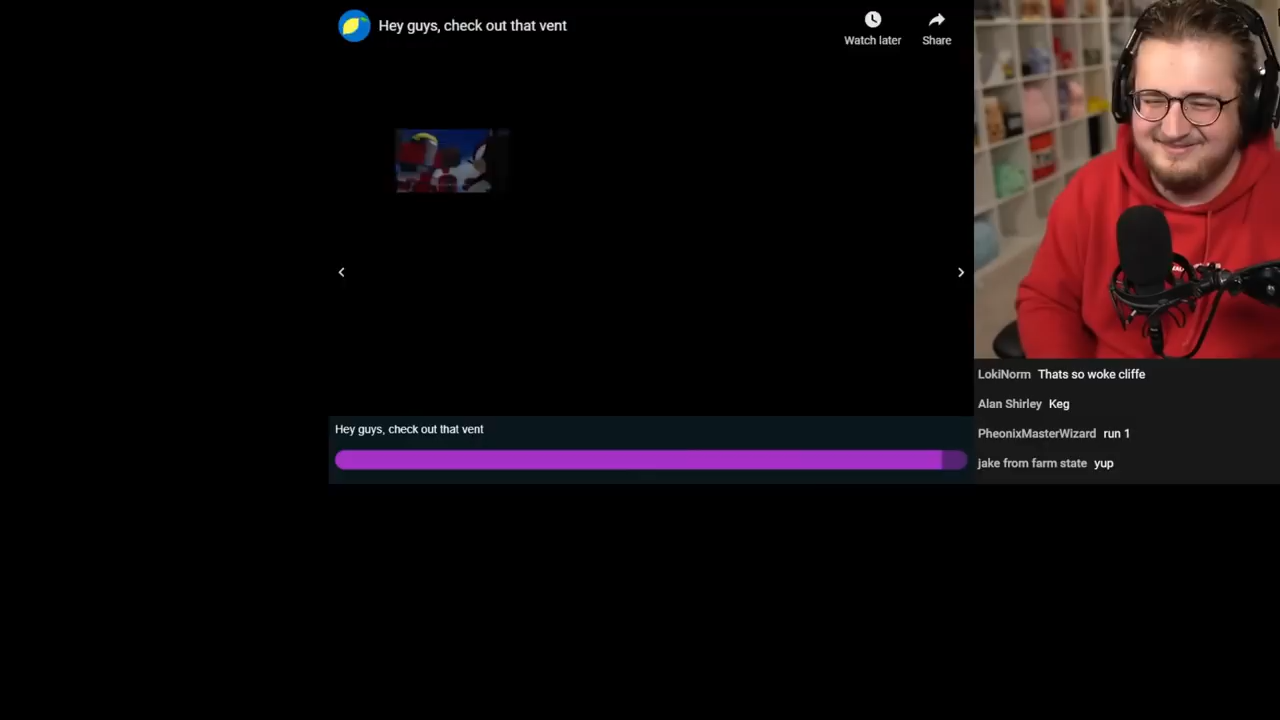 Hey guys, check out that vent
Watch later
Share
Hey guys, check out that vent
LokiNorm Thats so woke cliffe
Alan Shirley Keg
PheonixMasterWizard run 1
jake from farm state yup